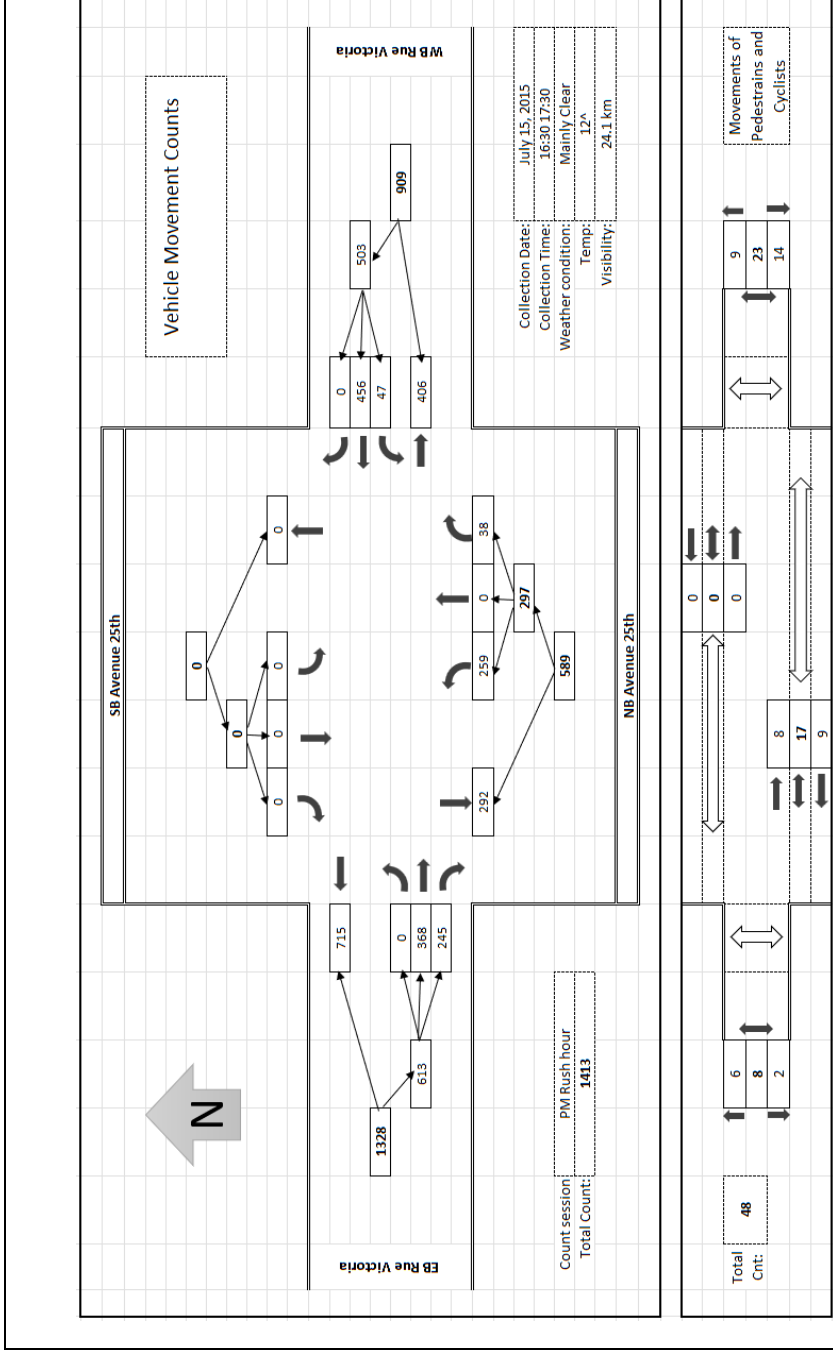 Vehicle Movement Counts
N
SB Avenue 25th
0
0
0
0
0
0
EB Rue Victoria
1328
715
613
0
368
245
WB Rue Victoria
909
503
0
456
47
406
292
259
0
38
297
589
NB Avenue 25th
Count session PM Rush hour
Total Count: 1413
Collection Date: July 15, 2015
Collection Time: 16:30 17:30
Weather condition: Mainly Clear
Temp: 12^
Visibility: 24.1 km
Total
Cnt:
48
6
8
2
0
0
0
8
17
9
9
23
14
Movements of
Pedestrains and
Cyclists